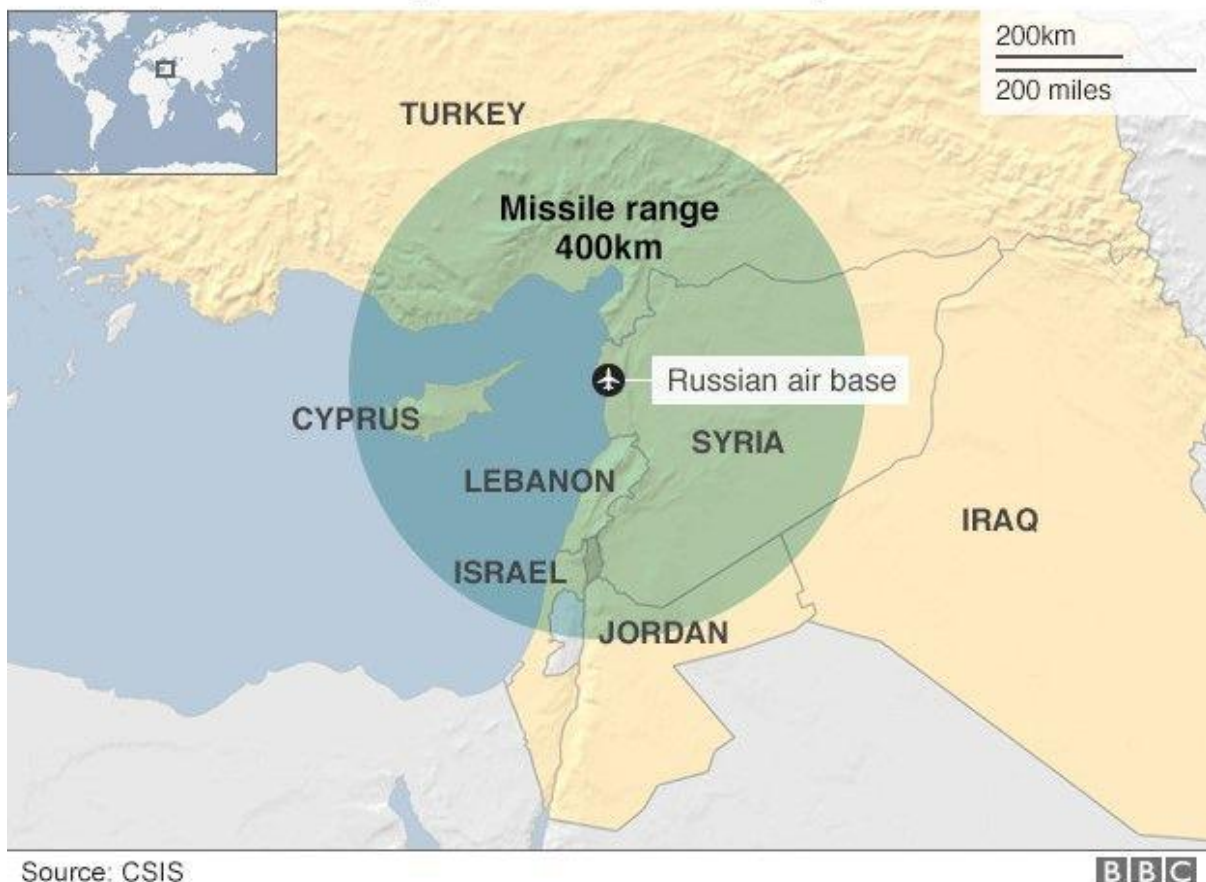 200km
200 miles
TURKEY
Missile range
400km
Russian air base
CYPRUS
SYRIA
LEBANON
IRAQ
ISRAEL
JORDAN
Source: CSIS
BBC